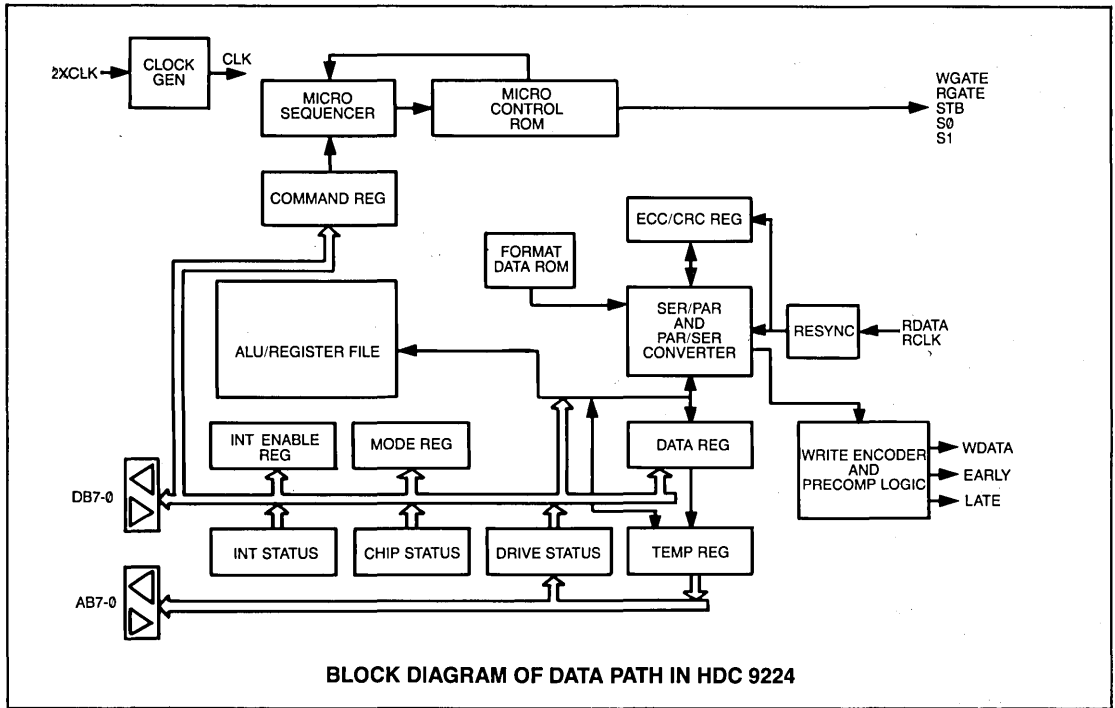 2XCLK
CLOCK
GEN
CLK
MICRO
SEQUENCER
MICRO
CONTROL
ROM
WGATE
RGATE
STB
S0
S1
COMMAND REG
ECC/CRC REG
FORMAT
DATA ROM
SER/PAR
AND
PAR/SER
CONVERTER
RESYNC
RDATA
RCLK
ALU/REGISTER FILE
INT ENABLE
REG
MODE REG
DATA REG
WRITE ENCODER
AND
PRECOMP LOGIC
WDATA
EARLY
LATE
DB7-0
INT STATUS
CHIP STATUS
DRIVE STATUS
TEMP REG
AB7-0
BLOCK DIAGRAM OF DATA PATH IN HDC 9224